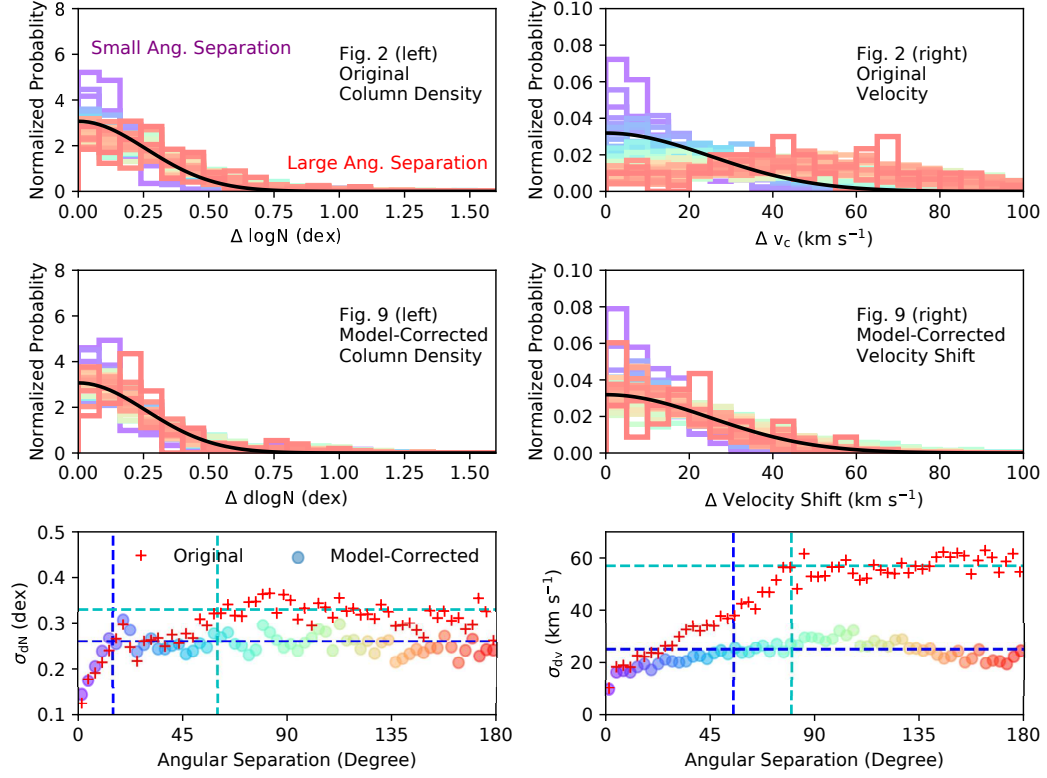 8
6
4
2
0
Normalized Probablity
Small Ang. Separation
Fig. 2 (left)
Original
Column Density
Large Ang. Separation
0.00 0.25 0.50 0.75 1.00 1.25 1.50
Δ logN (dex)
0.10
0.08
0.06
0.04
0.02
0.00
Normalized Probablity
Fig. 2 (right)
Original
Velocity
0 20 40 60 80 100
Δ v_c (km s⁻¹)
8
6
4
2
0
Normalized Probablity
Fig. 9 (left)
Model-Corrected
Column Density
0.00 0.25 0.50 0.75 1.00 1.25 1.50
Δ dlogN (dex)
0.10
0.08
0.06
0.04
0.02
0.00
Normalized Probablity
Fig. 9 (right)
Model-Corrected
Velocity Shift
0 20 40 60 80 100
Δ Velocity Shift (km s⁻¹)
0.5
0.4
0.3
0.2
0.1
σ_dN (dex)
Original Model-Corrected
0 45 90 135 180
Angular Separation (Degree)
60
40
20
0
σ_dv (km s⁻¹)
0 45 90 135 180
Angular Separation (Degree)